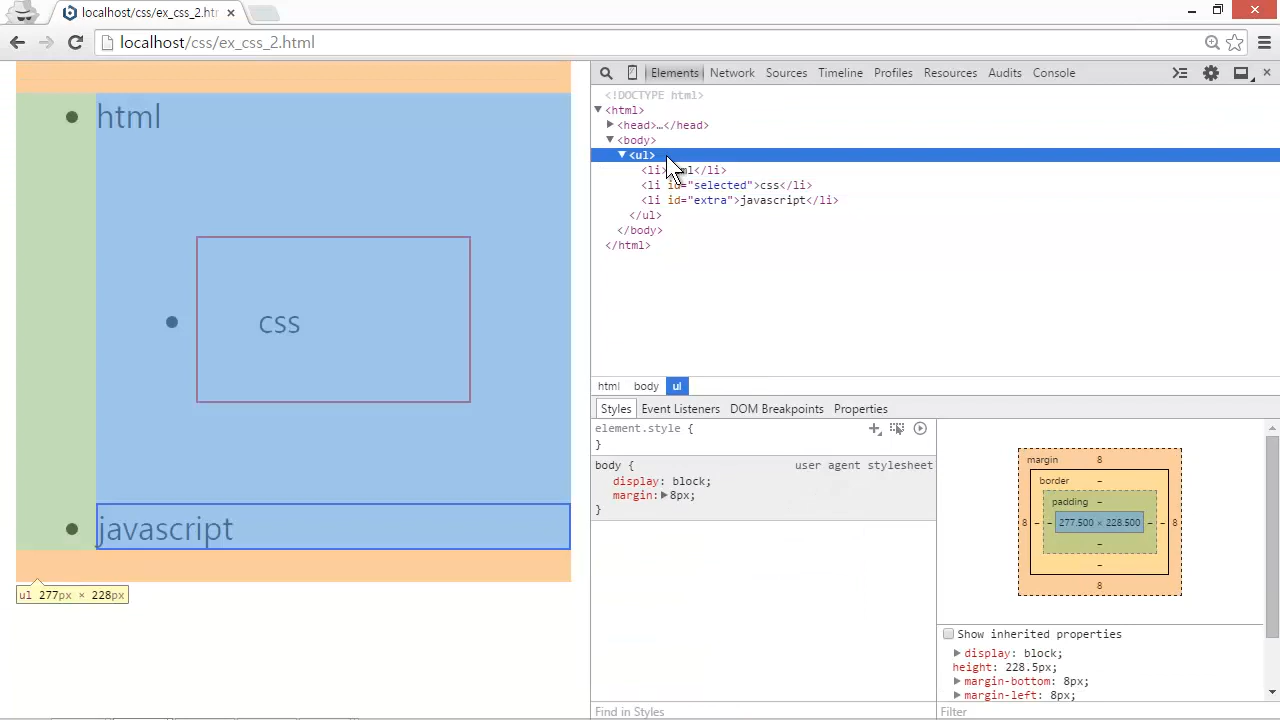 localhost/css/ex_css_2.htm
localhost/css/ex_css_2.html
html
css
javascript
ul 277px × 228px
Elements Network Sources Timeline Profiles Resources Audits Console
<!DOCTYPE html>
▼<html>
▶<head>…</head>
▼<body>
▼<ul>
<li>html</li>
<li id="selected">css</li>
<li id="extra">javascript</li>
</ul>
</body>
</html>
html body ul
Styles Event Listeners DOM Breakpoints Properties
element.style {
}
body { user agent stylesheet
display: block;
margin:▶8px;
}
margin 8
border –
padding –
8 – – 277.500 × 228.500 – – 8
–
–
8
Show inherited properties
▶display: block;
height: 228.5px;
▶margin-bottom: 8px;
▶margin-left: 8px;
Find in Styles
Filter